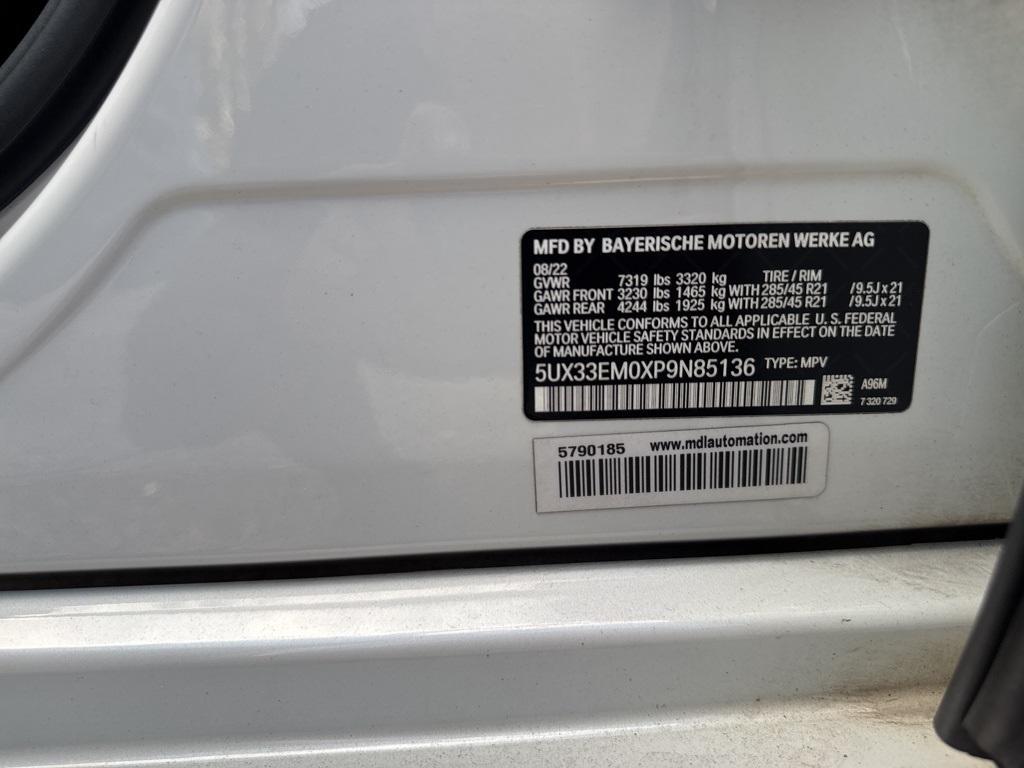 MFD BY BAYERISCHE MOTOREN WERKE AG
08/22
GVWR 7319 lbs 3320 kg TIRE / RIM
GAWR FRONT 3230 lbs 1465 kg WITH 285/45 R21 /9.5J x 21
GAWR REAR 4244 lbs 1925 kg WITH 285/45 R21 /9.5J x 21
THIS VEHICLE CONFORMS TO ALL APPLICABLE U. S. FEDERAL
MOTOR VEHICLE SAFETY STANDARDS IN EFFECT ON THE DATE
OF MANUFACTURE SHOWN ABOVE.
5UX33EM0XP9N85136 TYPE: MPV
A96M
7 320 729
5790185 www.mdlautomation.com